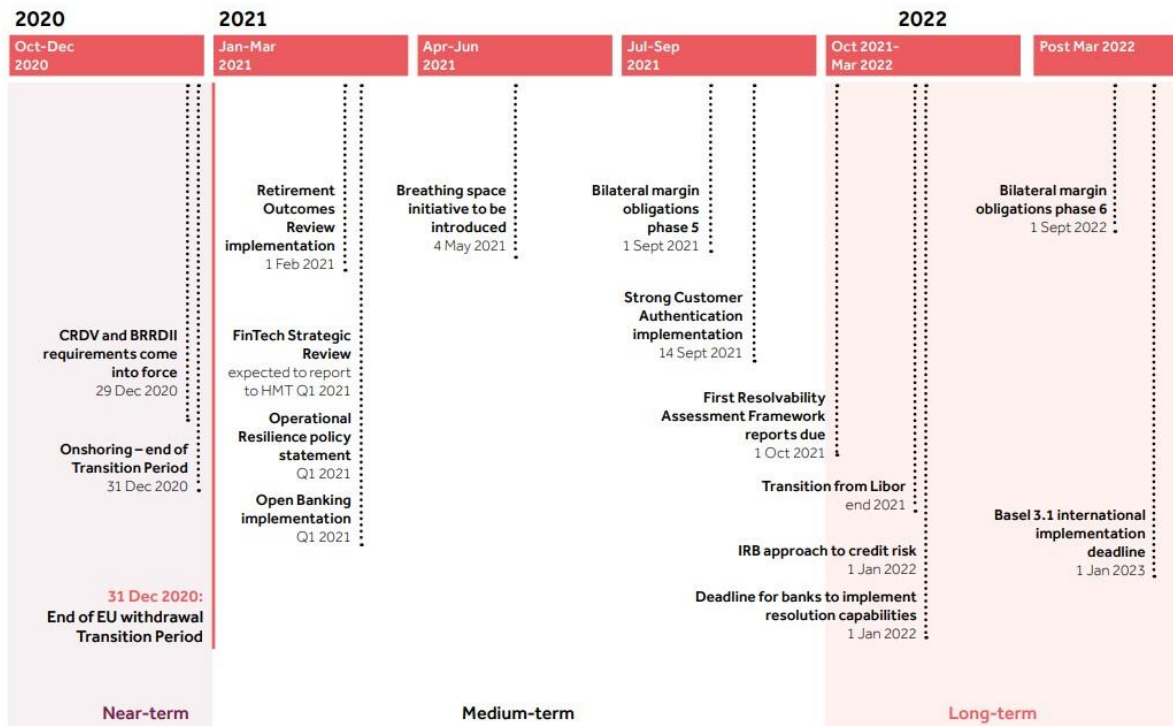 2020
2021
2022
Oct-Dec
2020
Jan-Mar
2021
Apr-Jun
2021
Jul-Sep
2021
Oct 2021-
Mar 2022
Post Mar 2022
CRDV and BRRDII
requirements come
into force
29 Dec 2020
Onshoring – end of
Transition Period
31 Dec 2020
31 Dec 2020:
End of EU withdrawal
Transition Period
Retirement
Outcomes
Review
implementation
1 Feb 2021
FinTech Strategic
Review
expected to report
to HMT Q1 2021
Operational
Resilience policy
statement
Q1 2021
Open Banking
implementation
Q1 2021
Breathing space
initiative to be
introduced
4 May 2021
Bilateral margin
obligations
phase 5
1 Sept 2021
Strong Customer
Authentication
implementation
14 Sept 2021
First Resolvability
Assessment Framework
reports due
1 Oct 2021
Transition from Libor
end 2021
IRB approach to credit risk
1 Jan 2022
Deadline for banks to implement
resolution capabilities
1 Jan 2022
Bilateral margin
obligations phase 6
1 Sept 2022
Basel 3.1 international
implementation
deadline
1 Jan 2023
Near-term
Medium-term
Long-term